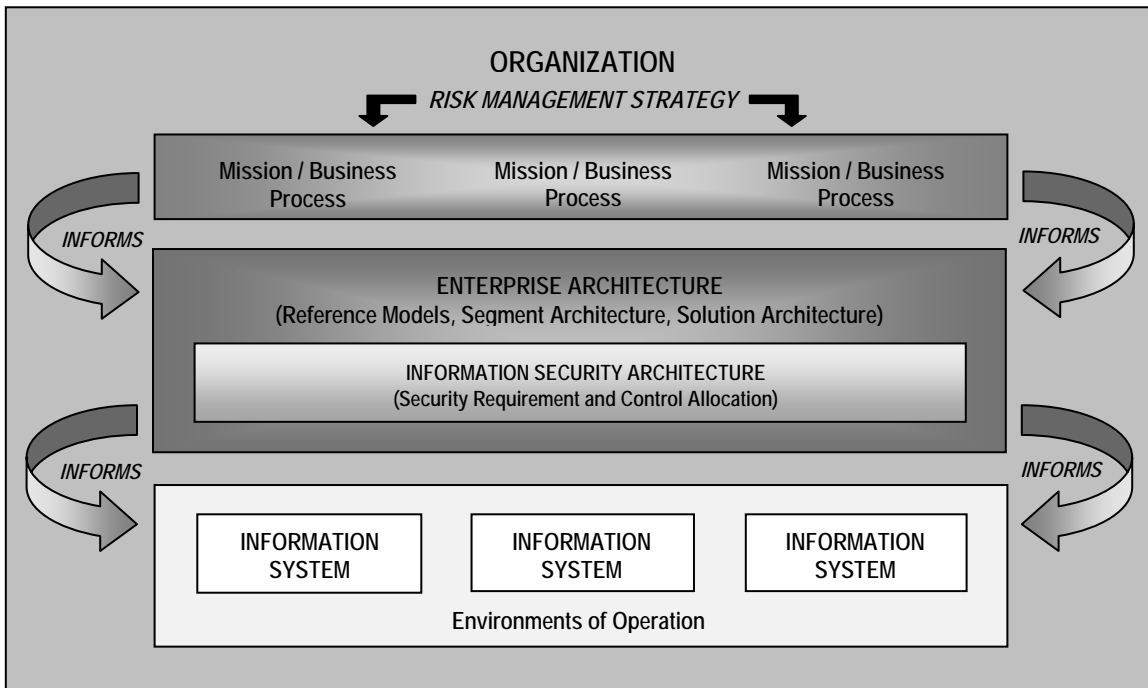 ORGANIZATION
RISK MANAGEMENT STRATEGY
Mission / Business
Process
Mission / Business
Process
Mission / Business
Process
INFORMS
INFORMS
ENTERPRISE ARCHITECTURE
(Reference Models, Segment Architecture, Solution Architecture)
INFORMATION SECURITY ARCHITECTURE
(Security Requirement and Control Allocation)
INFORMS
INFORMS
INFORMATION
SYSTEM
INFORMATION
SYSTEM
INFORMATION
SYSTEM
Environments of Operation